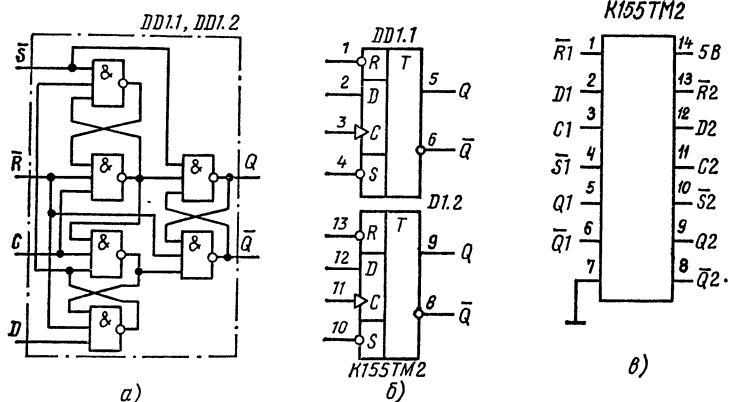 DD1.1, DD1.2
S̅
R̅
C
D
&
&
&
&
&
&
Q
Q̅
а)
DD1.1
1
2
3
4
R
D
C
S
T
5
Q
6
Q̅
D1.2
13
12
11
10
R
D
C
S
T
9
Q
8
Q̅
К155ТМ2
б)
К155ТМ2
R̅1 1
D1 2
C1 3
S̅1 4
Q1 5
Q̅1 6
7
14 5В
13 R̅2
12 D2
11 C2
10 S̅2
9 Q2
8 Q̅2.
в)